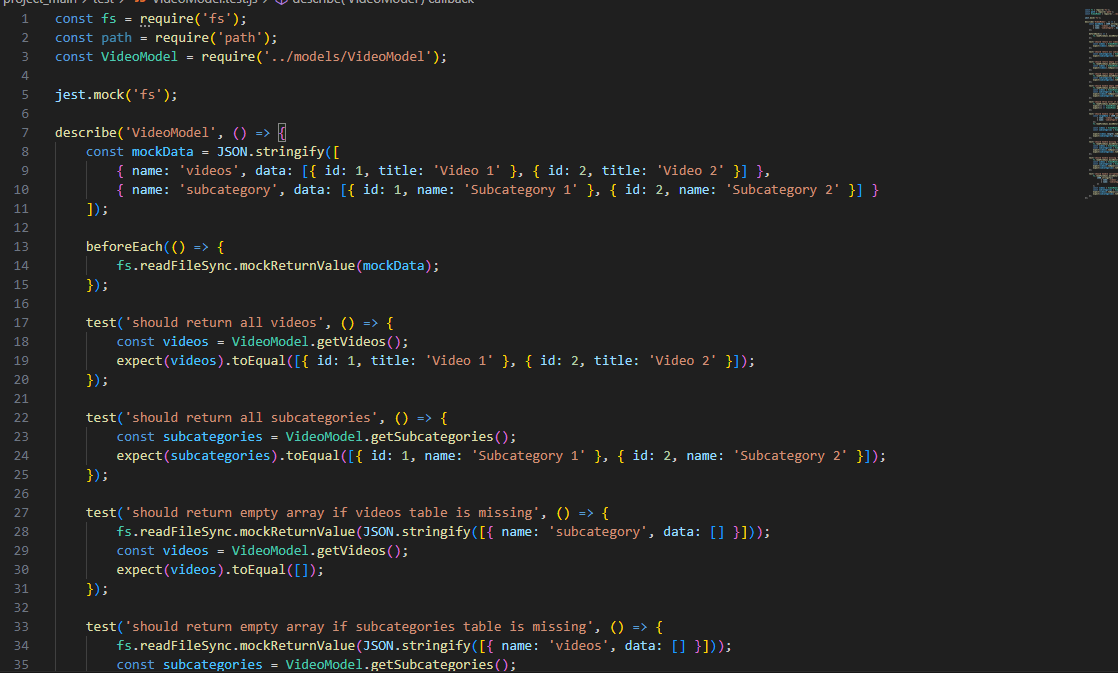 project_main > test > VideoModel.test.js > describe('VideoModel') callback
1 const fs = require('fs');
2 const path = require('path');
3 const VideoModel = require('../models/VideoModel');
4
5 jest.mock('fs');
6
7 describe('VideoModel', () => {
8 const mockData = JSON.stringify([
9 { name: 'videos', data: [{ id: 1, title: 'Video 1' }, { id: 2, title: 'Video 2' }] },
10 { name: 'subcategory', data: [{ id: 1, name: 'Subcategory 1' }, { id: 2, name: 'Subcategory 2' }] }
11 ]);
12
13 beforeEach(() => {
14 fs.readFileSync.mockReturnValue(mockData);
15 });
16
17 test('should return all videos', () => {
18 const videos = VideoModel.getVideos();
19 expect(videos).toEqual([{ id: 1, title: 'Video 1' }, { id: 2, title: 'Video 2' }]);
20 });
21
22 test('should return all subcategories', () => {
23 const subcategories = VideoModel.getSubcategories();
24 expect(subcategories).toEqual([{ id: 1, name: 'Subcategory 1' }, { id: 2, name: 'Subcategory 2' }]);
25 });
26
27 test('should return empty array if videos table is missing', () => {
28 fs.readFileSync.mockReturnValue(JSON.stringify([{ name: 'subcategory', data: [] }]));
29 const videos = VideoModel.getVideos();
30 expect(videos).toEqual([]);
31 });
32
33 test('should return empty array if subcategories table is missing', () => {
34 fs.readFileSync.mockReturnValue(JSON.stringify([{ name: 'videos', data: [] }]));
35 const subcategories = VideoModel.getSubcategories();